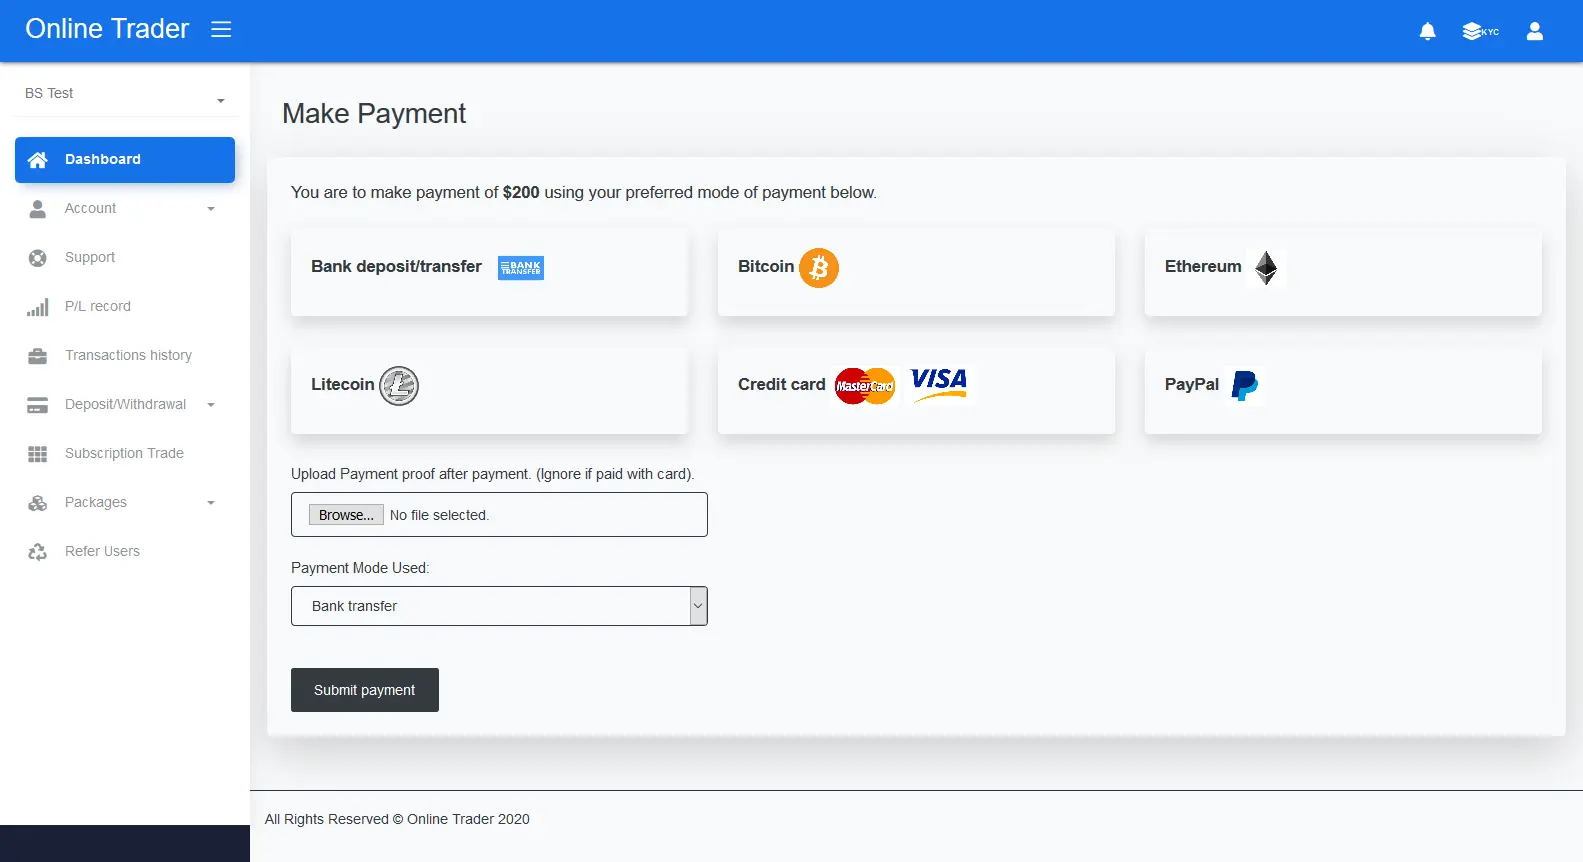 Online Trader
KYC
BS Test
Dashboard
Account
Support
P/L record
Transactions history
Deposit/Withdrawal
Subscription Trade
Packages
Refer Users
Make Payment
You are to make payment of $200 using your preferred mode of payment below.
Bank deposit/transfer
BANK
TRANSFER
Bitcoin
Ethereum
Litecoin
Credit card
MasterCard
VISA
PayPal
Upload Payment proof after payment. (Ignore if paid with card).
Browse... No file selected.
Payment Mode Used:
Bank transfer
Submit payment
All Rights Reserved © Online Trader 2020